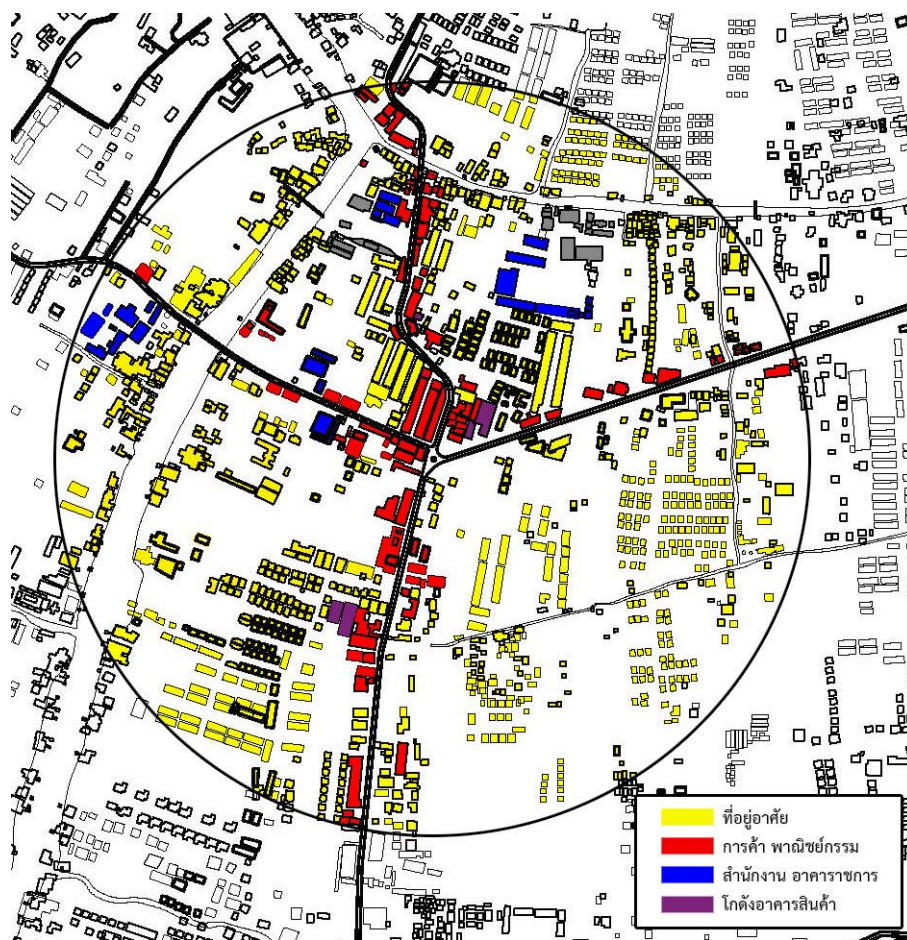 ที่อยู่อาศัย
การค้า พาณิชย์กรรม
สำนักงาน อาคาราชการ
โกดังอาคารสินค้า